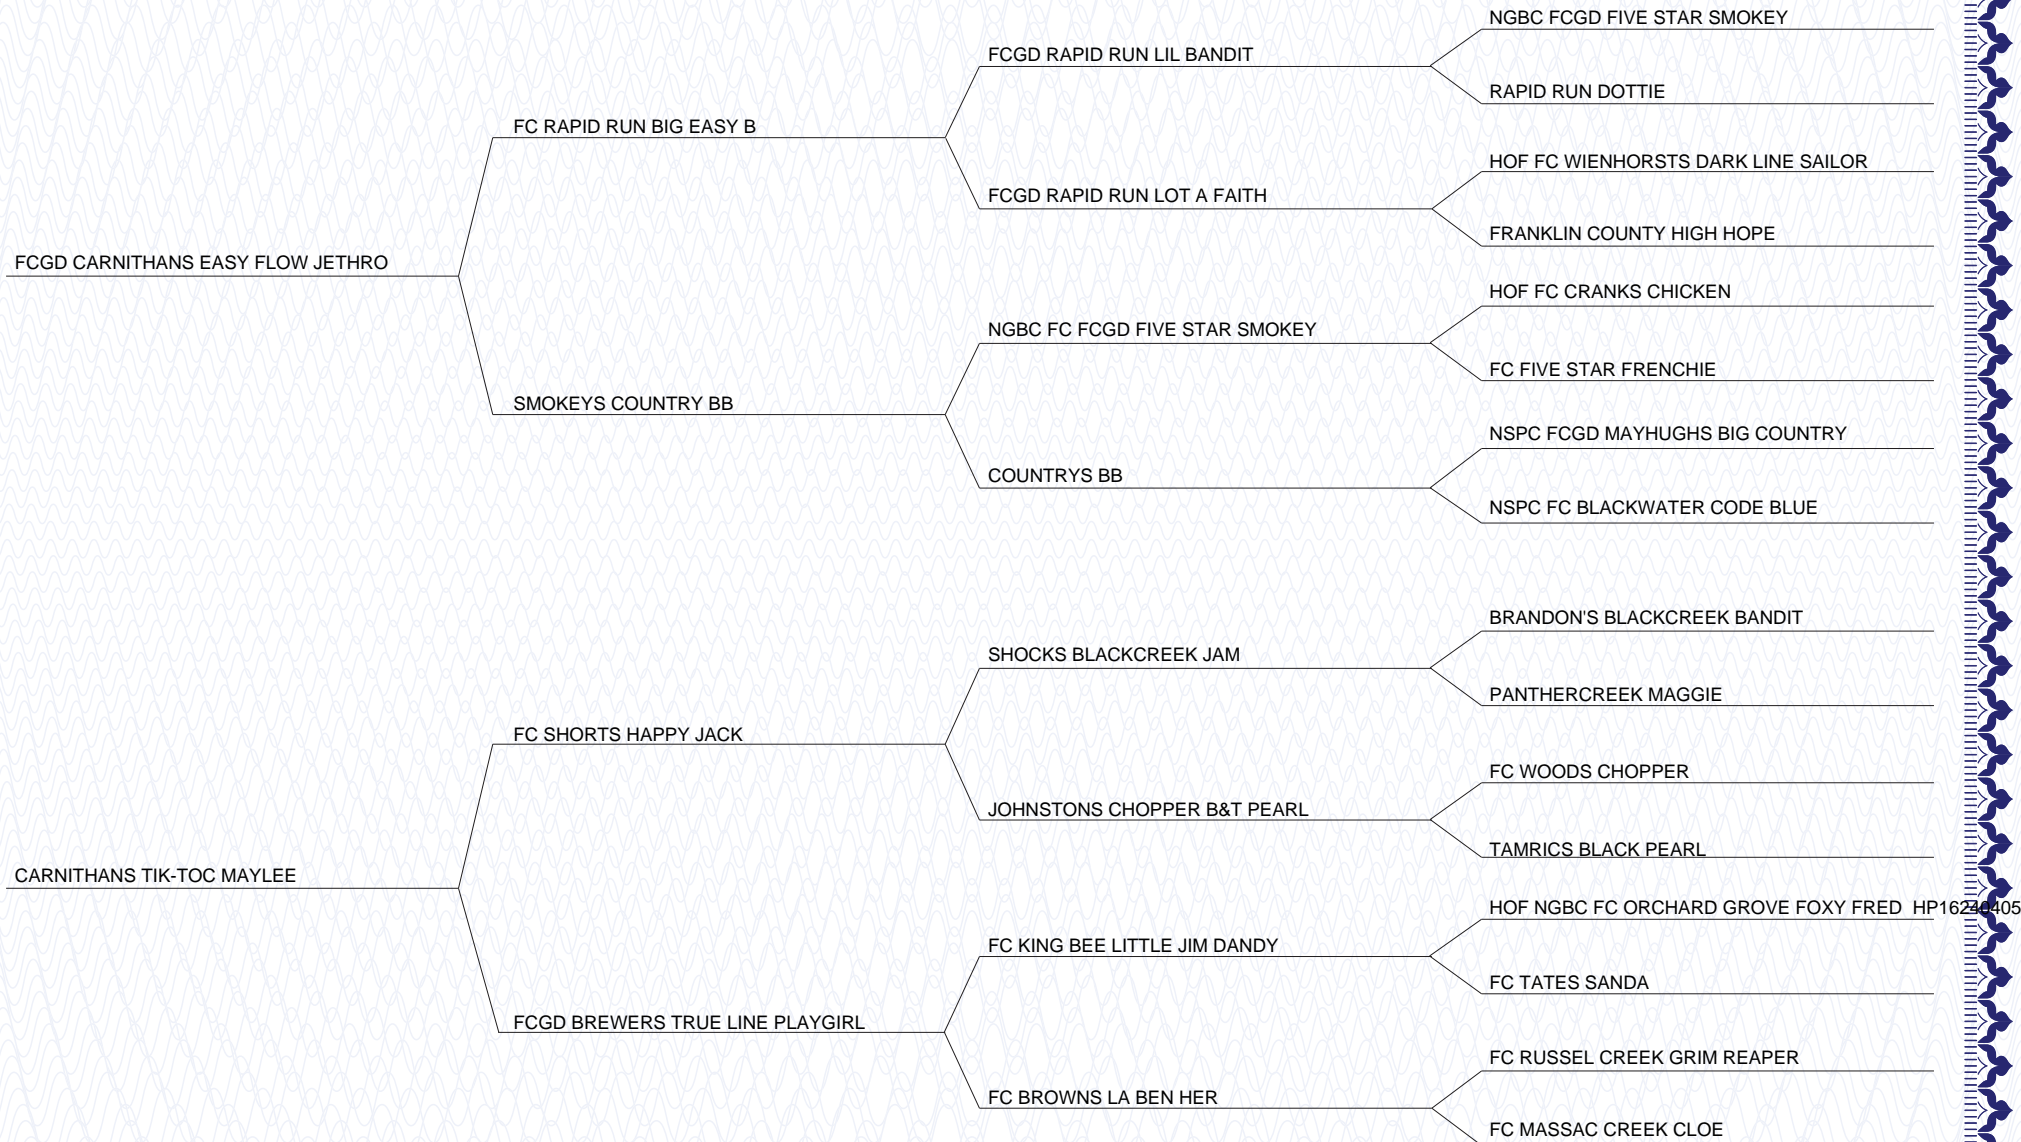 NGBC FCGD FIVE STAR SMOKEY
FCGD RAPID RUN LIL BANDIT
RAPID RUN DOTTIE
FC RAPID RUN BIG EASY B
HOF FC WIENHORSTS DARK LINE SAILOR
FCGD RAPID RUN LOT A FAITH
FRANKLIN COUNTY HIGH HOPE
FCGD CARNITHANS EASY FLOW JETHRO
HOF FC CRANKS CHICKEN
NGBC FC FCGD FIVE STAR SMOKEY
FC FIVE STAR FRENCHIE
SMOKEYS COUNTRY BB
NSPC FCGD MAYHUGHS BIG COUNTRY
COUNTRYS BB
NSPC FC BLACKWATER CODE BLUE
BRANDON'S BLACKCREEK BANDIT
SHOCKS BLACKCREEK JAM
PANTHERCREEK MAGGIE
FC SHORTS HAPPY JACK
FC WOODS CHOPPER
JOHNSTONS CHOPPER B&T PEARL
TAMRICS BLACK PEARL
CARNITHANS TIK-TOC MAYLEE
HOF NGBC FC ORCHARD GROVE FOXY FRED HP16240405
FC KING BEE LITTLE JIM DANDY
FC TATES SANDA
FCGD BREWERS TRUE LINE PLAYGIRL
FC RUSSEL CREEK GRIM REAPER
FC BROWNS LA BEN HER
FC MASSAC CREEK CLOE